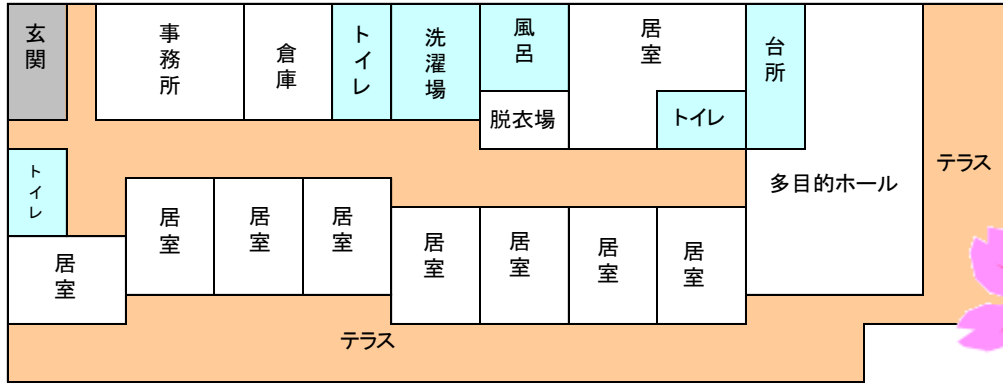 玄関
事務所
倉庫
トイレ
洗濯場
風呂
居室
台所
脱衣場
トイレ
トイレ
多目的ホール
テラス
居室
居室
居室
居室
居室
居室
居室
居室
テラス